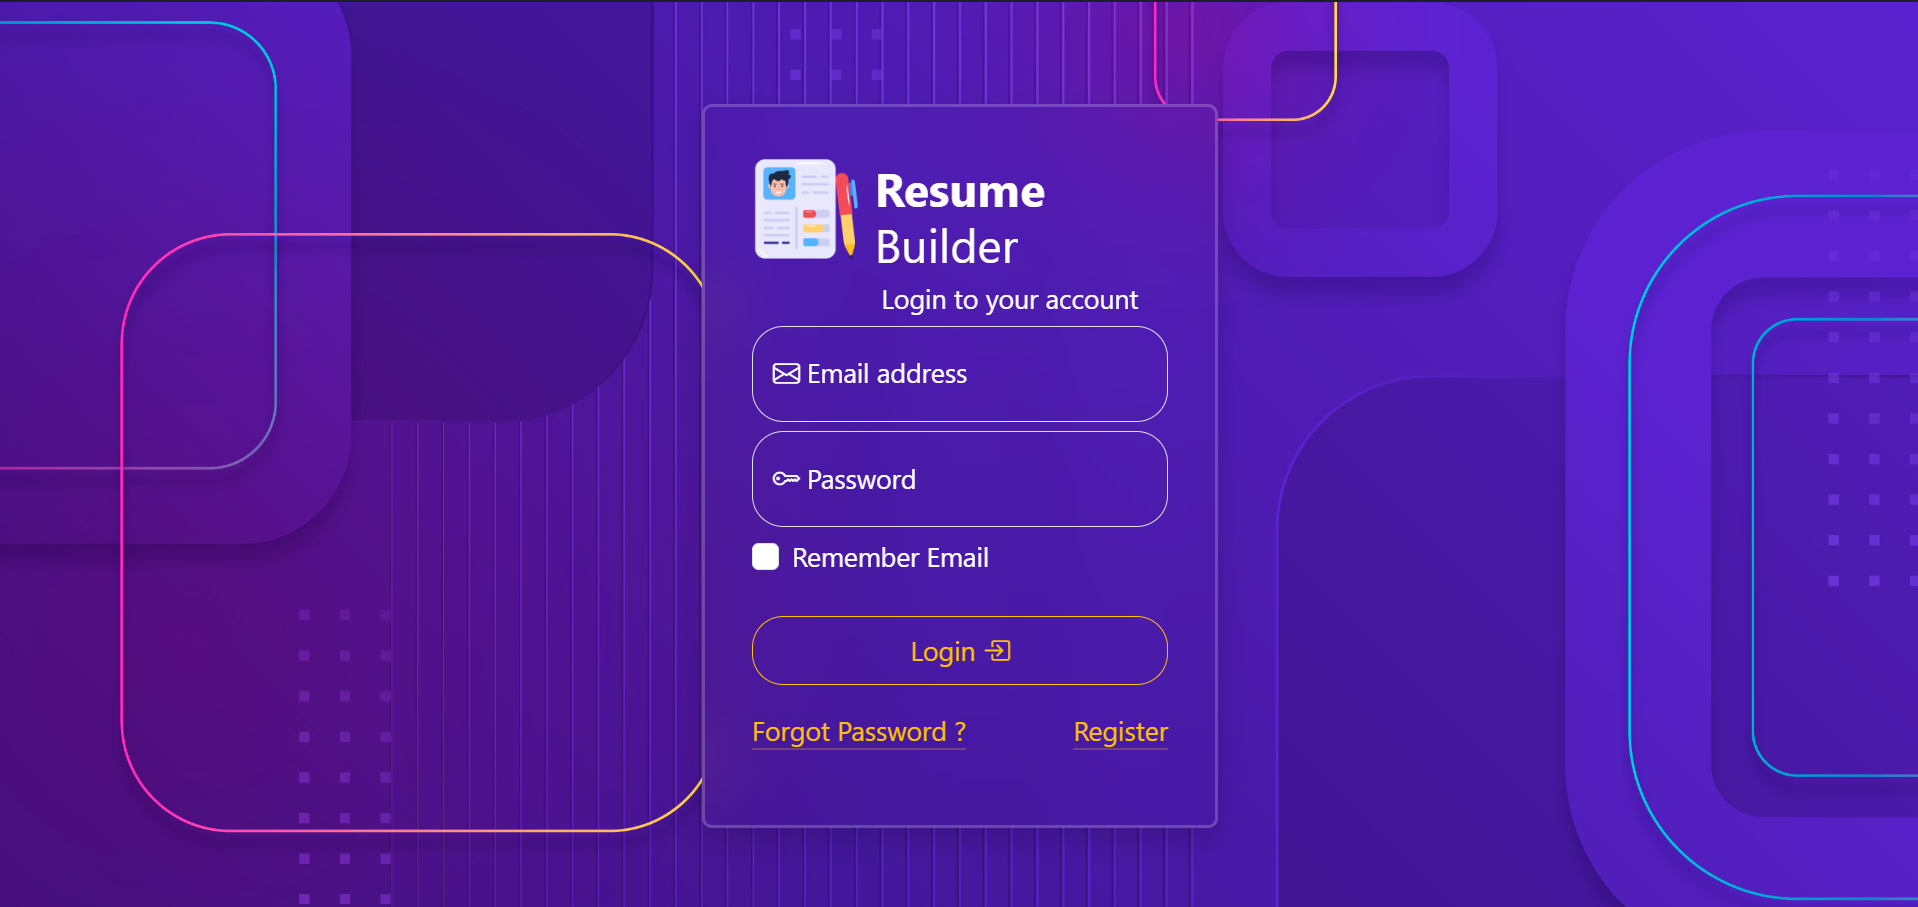 Resume
Builder
Login to your account
Email address
Password
Remember Email
Login
Forgot Password ?
Register